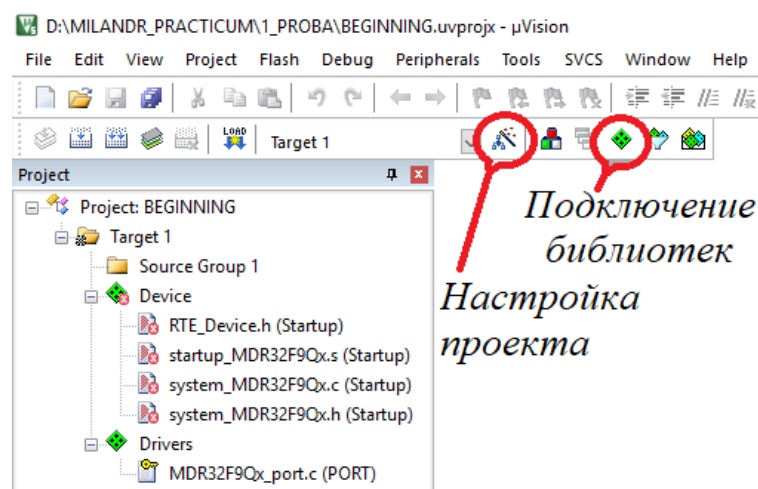 D:\MILANDR_PRACTICUM\1_PROBA\BEGINNING.uvprojx - µVision
File Edit View Project Flash Debug Peripherals Tools SVCS Window Help
LOAD Target 1
Project
Project: BEGINNING
Target 1
Source Group 1
Device
RTE_Device.h (Startup)
startup_MDR32F9Qx.s (Startup)
system_MDR32F9Qx.c (Startup)
system_MDR32F9Qx.h (Startup)
Drivers
MDR32F9Qx_port.c (PORT)
Подключение
библиотек
Настройка
проекта